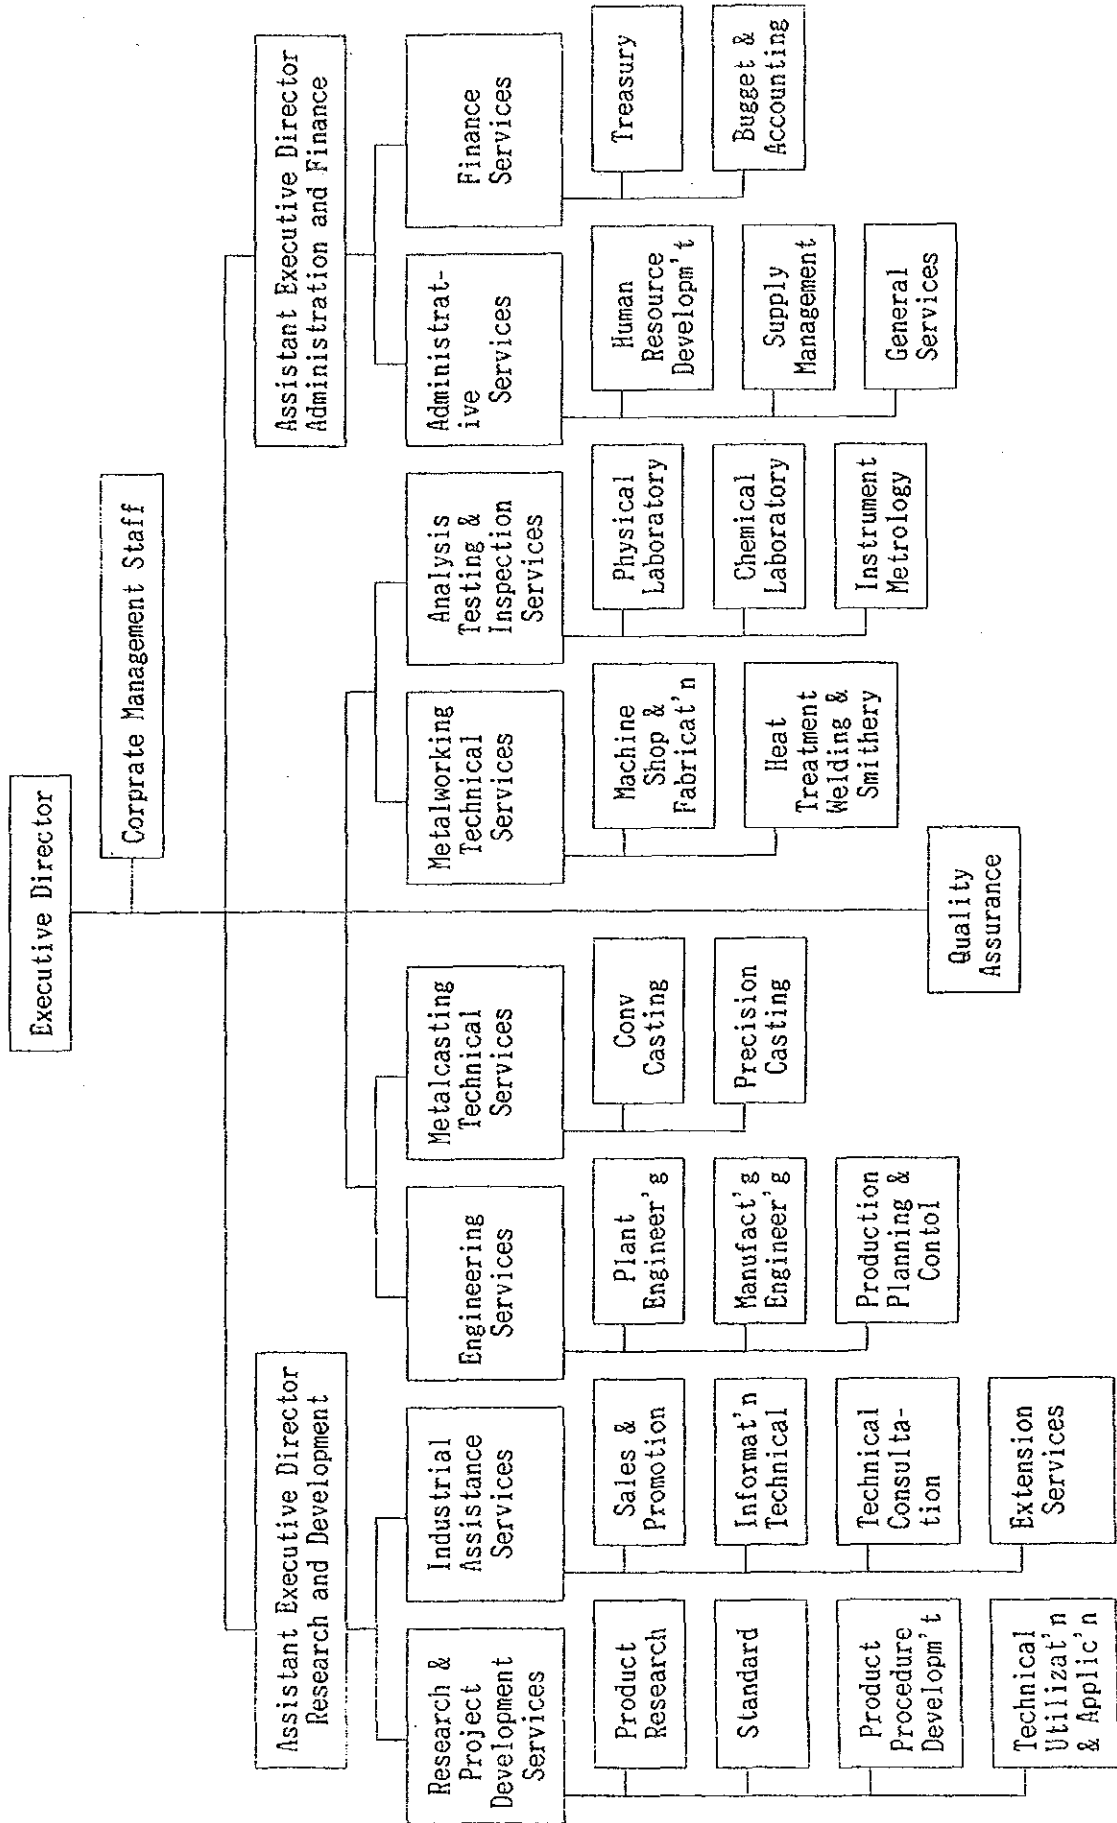 Executive Director
Corprate Management Staff
Assistant Executive Director
Research and Development
Assistant Executive Director
Administration and Finance
Research &
Project
Development
Services
Industrial
Assistance
Services
Engineering
Services
Metalcasting
Technical
Services
Metalworking
Technical
Services
Analysis
Testing &
Inspection
Services
Administrat-
ive
Services
Finance
Services
Product
Research
Standard
Product
Procedure
Developm't
Technical
Utilizat'n
& Applic'n
Sales &
Promotion
Informat'n
Technical
Technical
Consulta-
tion
Extension
Services
Plant
Engineer'g
Manufact'g
Engineer'g
Production
Planning &
Contol
Conv
Casting
Precision
Casting
Machine
Shop &
Fabricat'n
Heat
Treatment
Welding &
Smithery
Physical
Laboratory
Chemical
Laboratory
Instrument
Metrology
Human
Resource
Developm't
Supply
Management
General
Services
Treasury
Bugget &
Accounting
Quality
Assurance